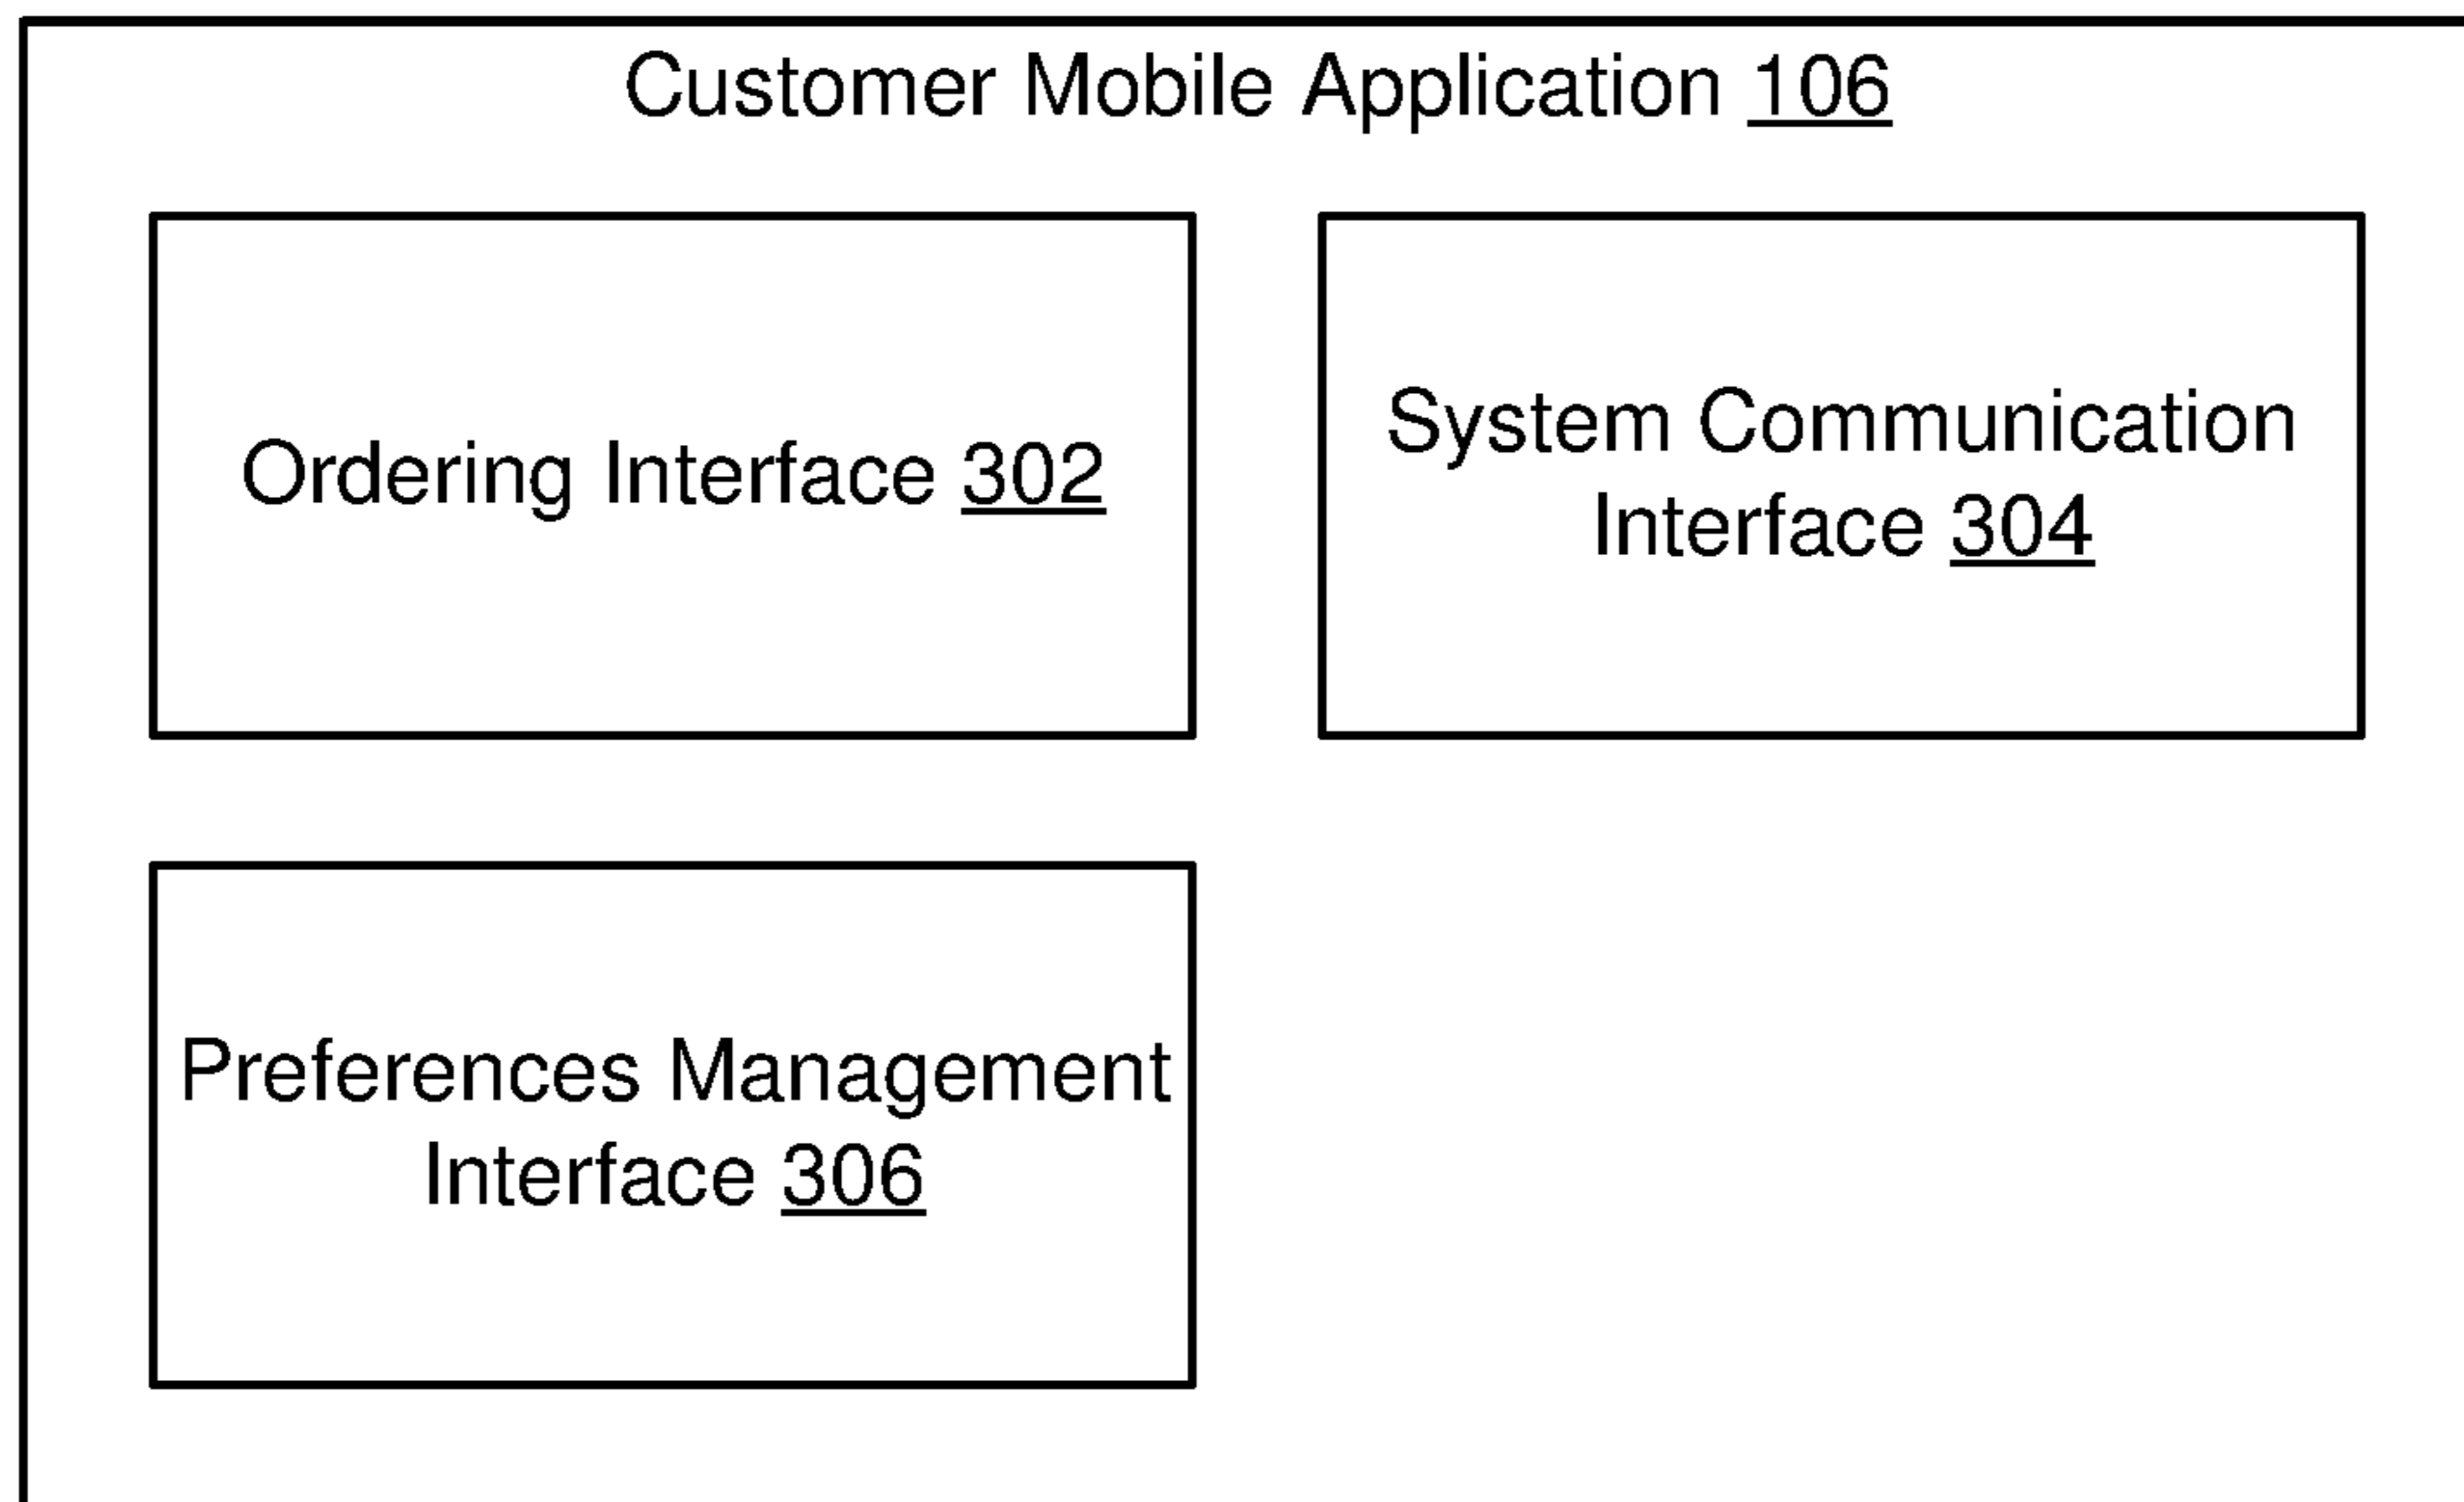 Customer Mobile Application 106
Ordering Interface 302
System Communication
Interface 304
Preferences Management
Interface 306